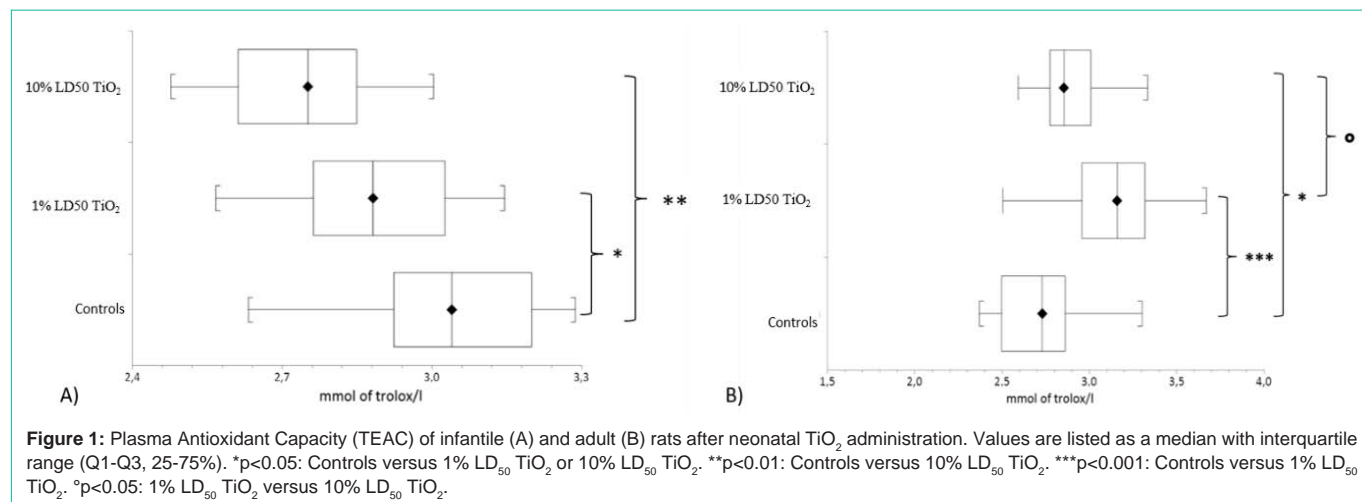 10% LD50 TiO₂
1% LD50 TiO₂
Controls
* 
**
2,4 2,7 3,0 3,3
mmol of trolox/l
A)
10% LD50 TiO₂
1% LD50 TiO₂
Controls
***
*
°
1,5 2,0 2,5 3,0 3,5 4,0
mmol of trolox/l
B)
Figure 1: Plasma Antioxidant Capacity (TEAC) of infantile (A) and adult (B) rats after neonatal TiO₂ administration. Values are listed as a median with interquartile
range (Q1-Q3, 25-75%). *p<0.05: Controls versus 1% LD₅₀ TiO₂ or 10% LD₅₀ TiO₂. **p<0.01: Controls versus 10% LD₅₀ TiO₂. ***p<0.001: Controls versus 1% LD₅₀
TiO₂. °p<0.05: 1% LD₅₀ TiO₂ versus 10% LD₅₀ TiO₂.